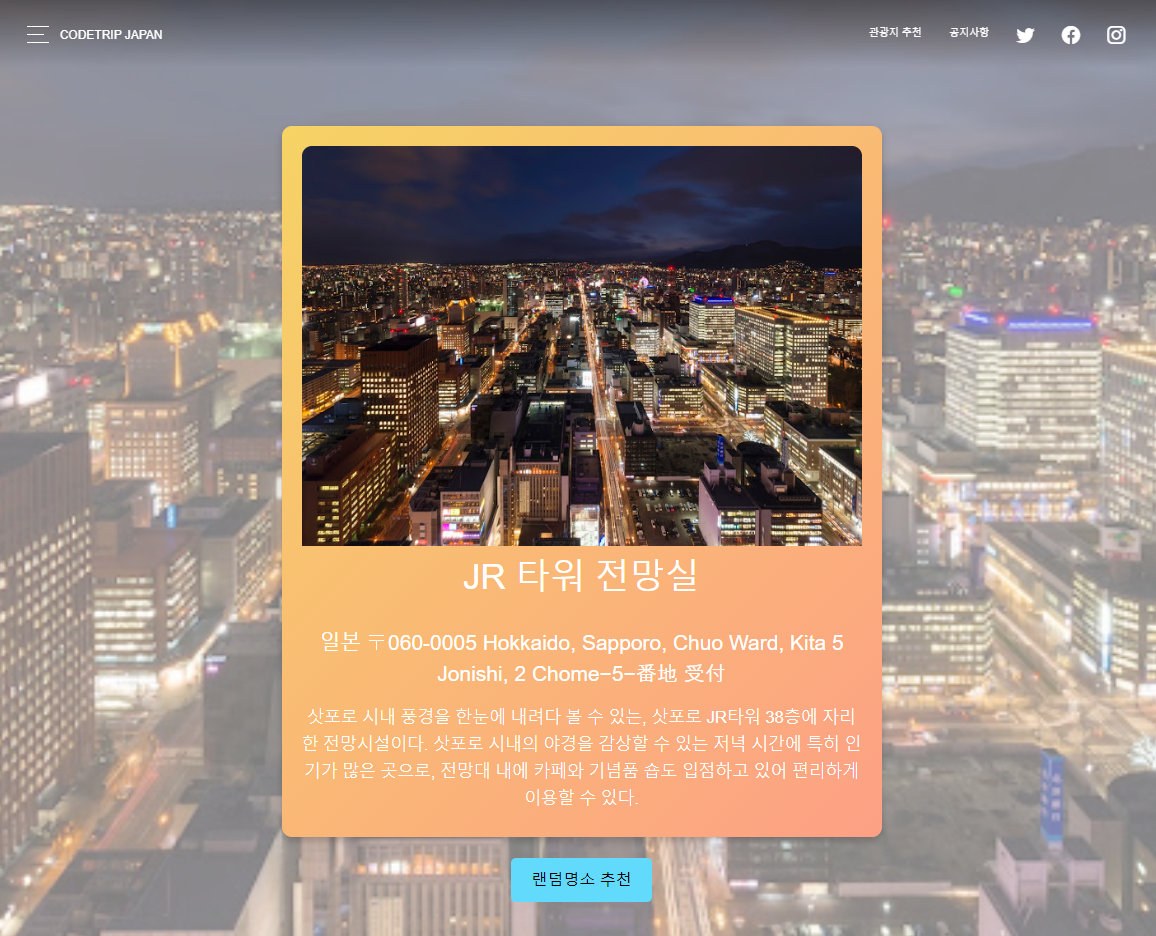 CODETRIP JAPAN
관광지 추천
공지사항
JR 타워 전망실
일본 〒060-0005 Hokkaido, Sapporo, Chuo Ward, Kita 5
Jonishi, 2 Chome−5−番地 受付
삿포로 시내 풍경을 한눈에 내려다 볼 수 있는, 삿포로 JR타워 38층에 자리
한 전망시설이다. 삿포로 시내의 야경을 감상할 수 있는 저녁 시간에 특히 인
기가 많은 곳으로, 전망대 내에 카페와 기념품 숍도 입점하고 있어 편리하게
이용할 수 있다.
랜덤명소 추천